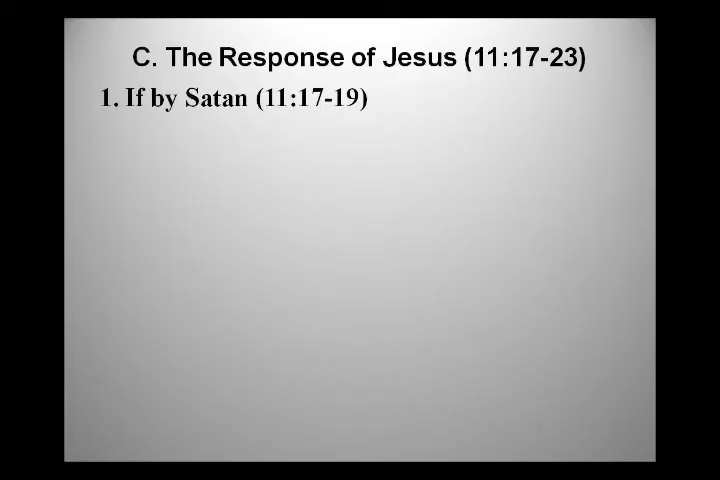 C. The Response of Jesus (11:17-23)
1. If by Satan (11:17-19)